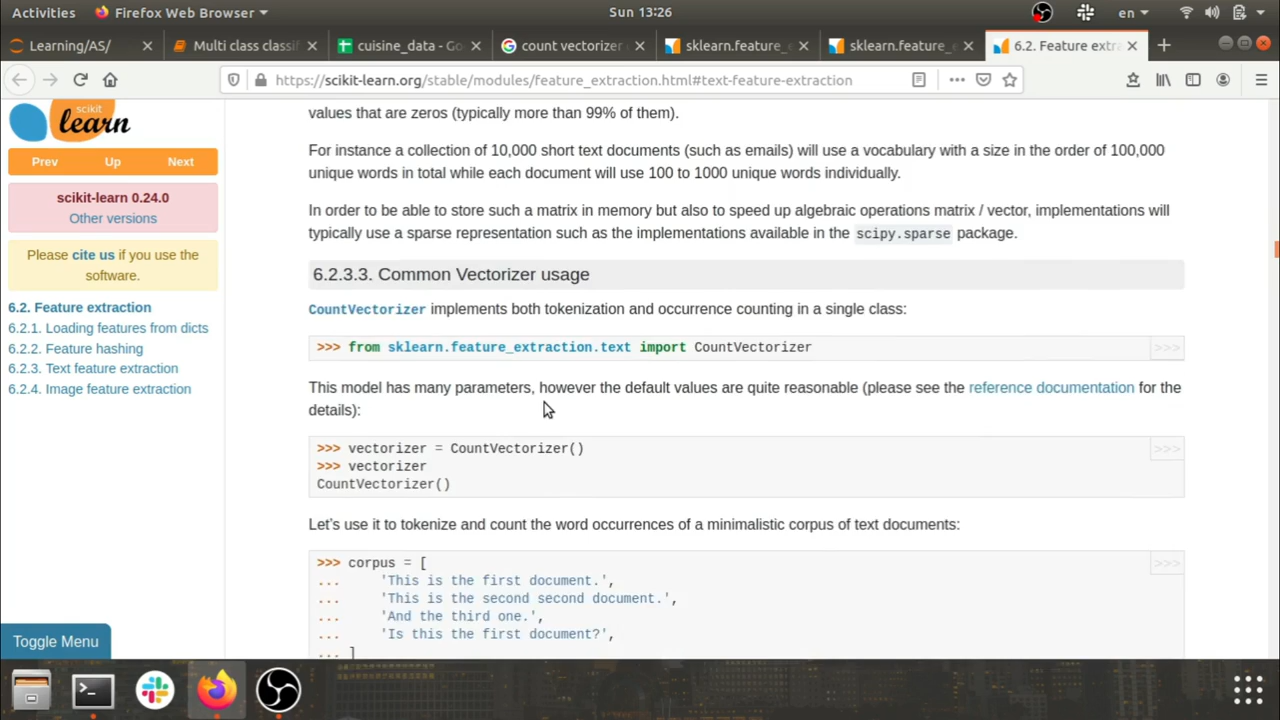 Activities Firefox Web Browser Sun 13:26 en
Learning/AS/ Multi class classif cuisine_data - Go count vectorizer sklearn.feature_ sklearn.feature_ 6.2. Feature extra
https://scikit-learn.org/stable/modules/feature_extraction.html#text-feature-extraction
scikit
learn
Prev Up Next
scikit-learn 0.24.0
Other versions
Please cite us if you use the
software.
6.2. Feature extraction
6.2.1. Loading features from dicts
6.2.2. Feature hashing
6.2.3. Text feature extraction
6.2.4. Image feature extraction
Toggle Menu
values that are zeros (typically more than 99% of them).
For instance a collection of 10,000 short text documents (such as emails) will use a vocabulary with a size in the order of 100,000
unique words in total while each document will use 100 to 1000 unique words individually.
In order to be able to store such a matrix in memory but also to speed up algebraic operations matrix / vector, implementations will
typically use a sparse representation such as the implementations available in the scipy.sparse package.
6.2.3.3. Common Vectorizer usage
CountVectorizer implements both tokenization and occurrence counting in a single class:
>>> from sklearn.feature_extraction.text import CountVectorizer >>>
This model has many parameters, however the default values are quite reasonable (please see the reference documentation for the
details):
>>> vectorizer = CountVectorizer() >>>
>>> vectorizer
CountVectorizer()
Let's use it to tokenize and count the word occurrences of a minimalistic corpus of text documents:
>>> corpus = [ >>>
... 'This is the first document.',
... 'This is the second second document.',
... 'And the third one.',
... 'Is this the first document?',
... ]